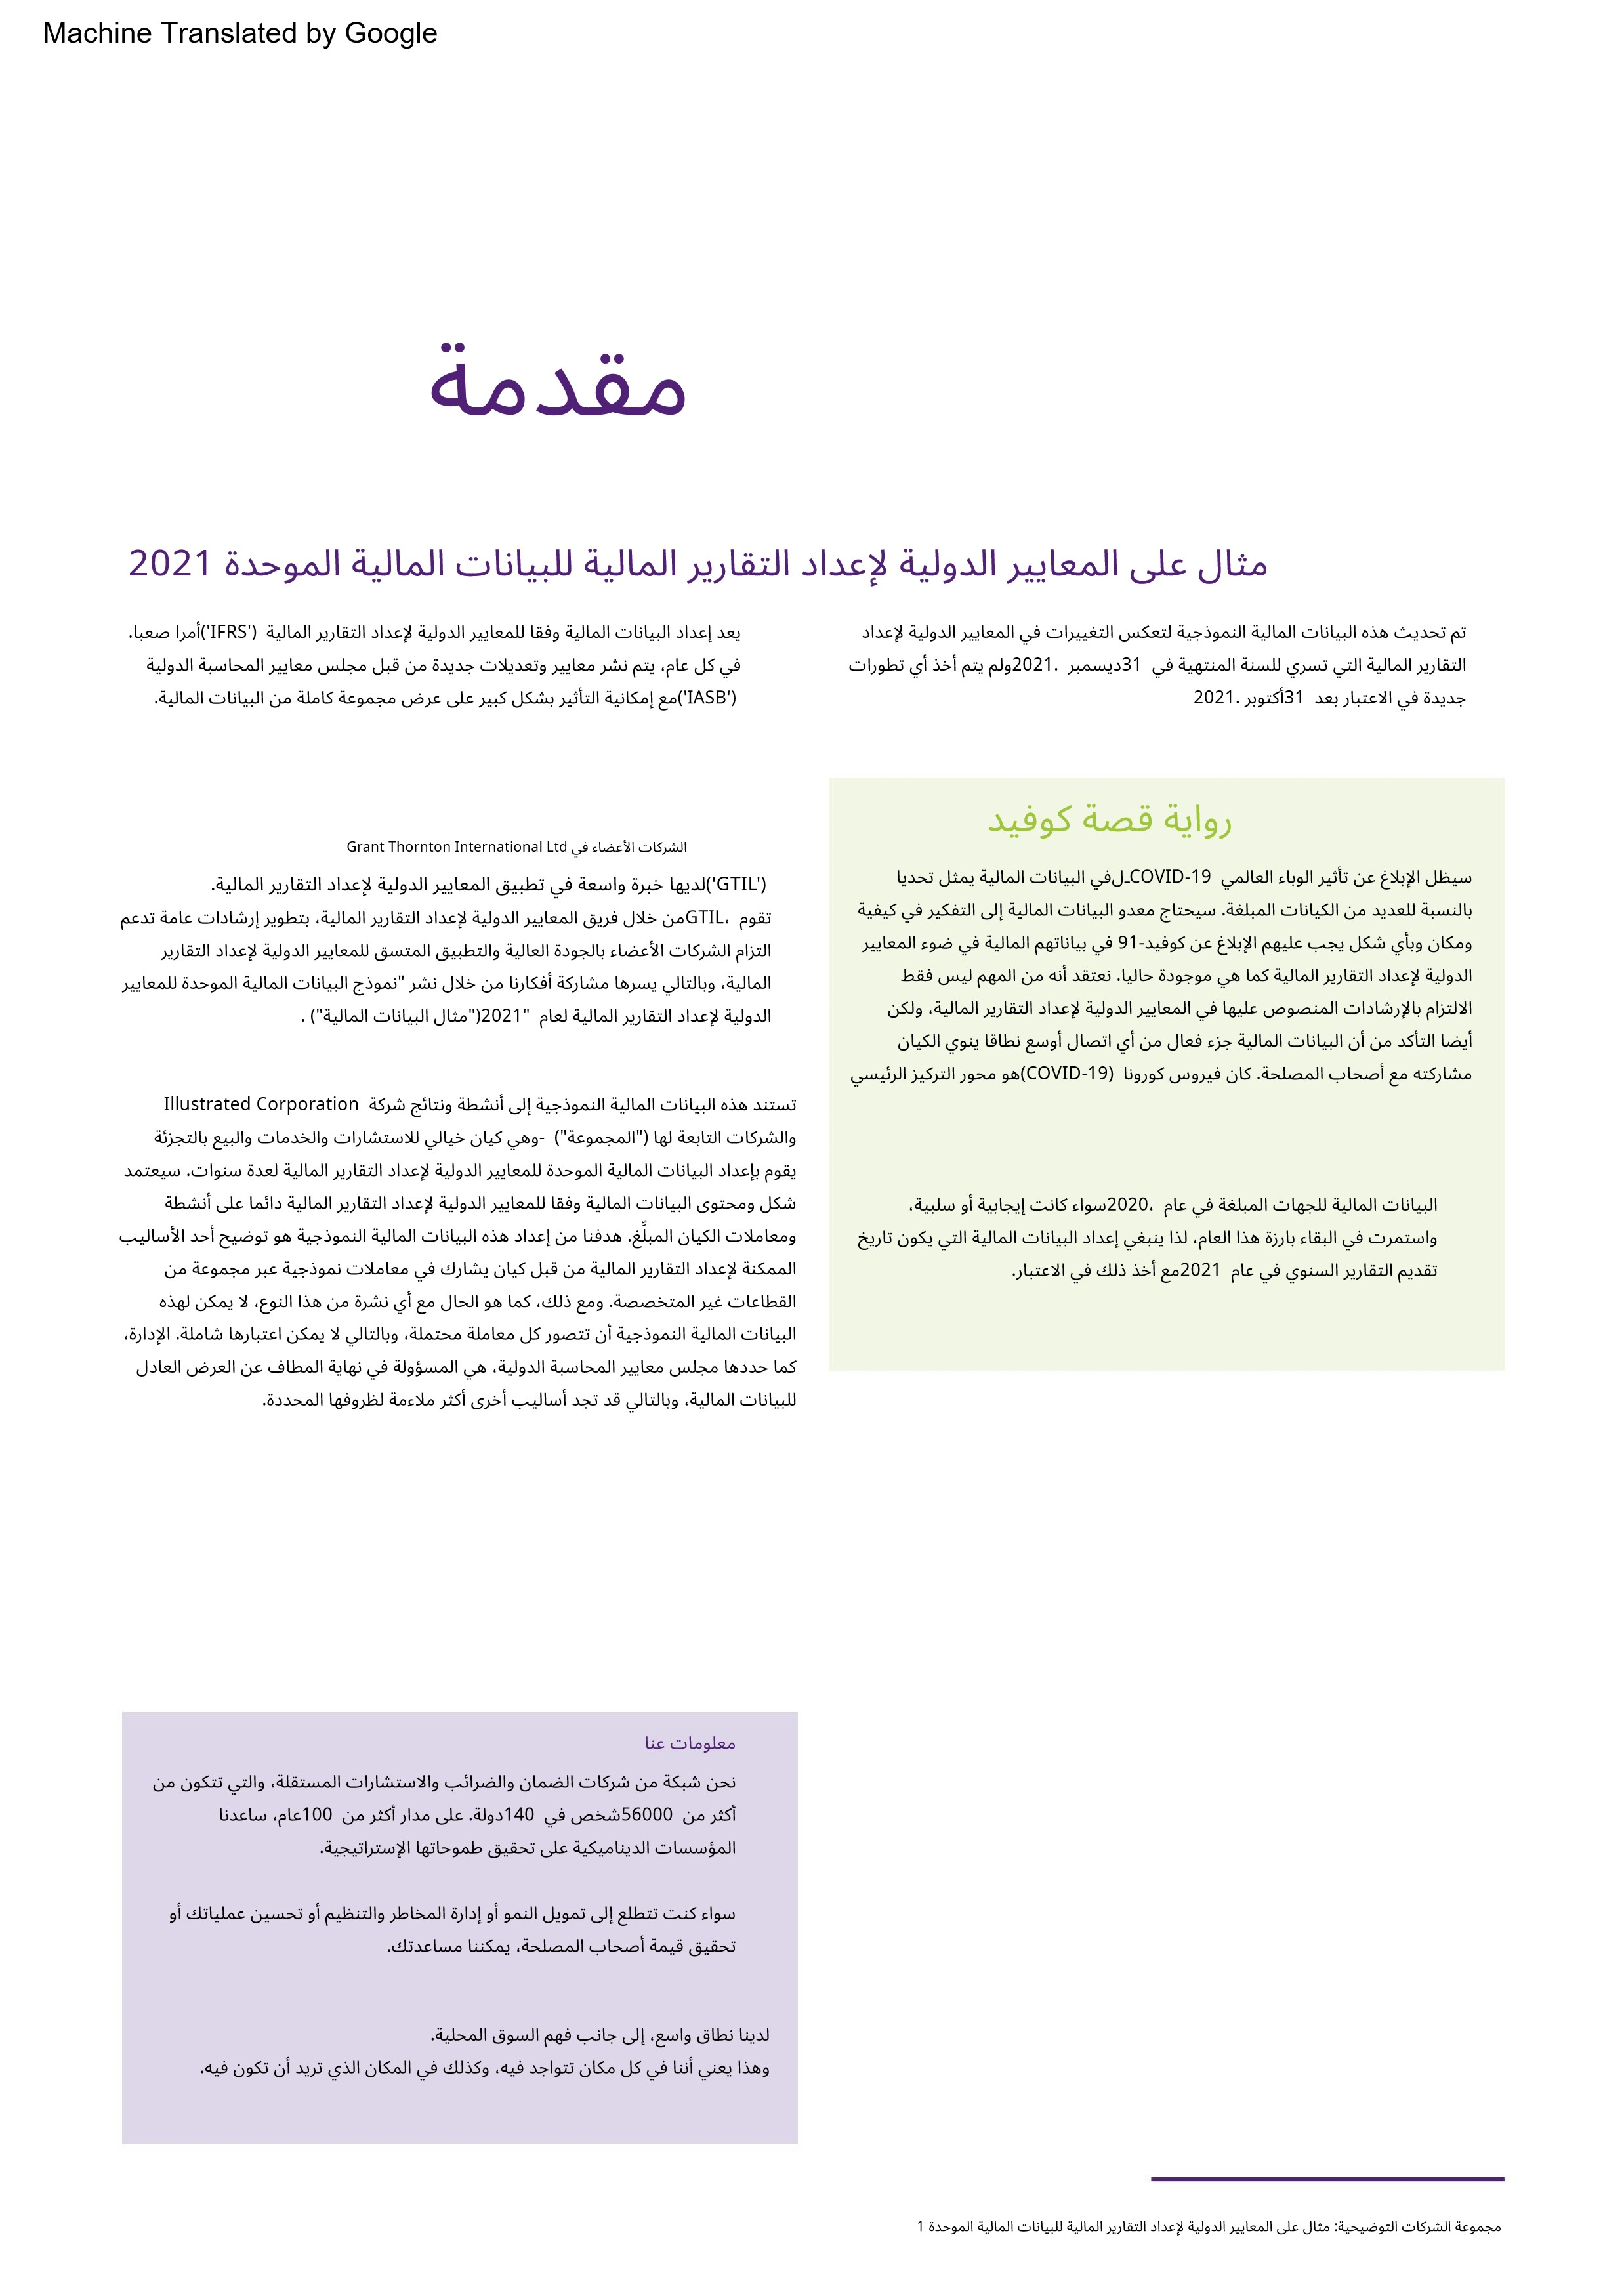 Machine Translated by Google
مقدمة
مثال على المعايير الدولية لإعداد التقارير المالية للبيانات المالية الموحدة 2021
يعد إعداد البيانات المالية وفقا للمعايير الدولية لإعداد التقارير المالية ('IFRS')أمرا صعبا.
في كل عام، يتم نشر معايير وتعديلات جديدة من قبل مجلس معايير المحاسبة الدولية
('IASB')مع إمكانية التأثير بشكل كبير على عرض مجموعة كاملة من البيانات المالية.
الشركات الأعضاء في Grant Thornton International Ltd
('GTIL')لديها خبرة واسعة في تطبيق المعايير الدولية لإعداد التقارير المالية.
تقوم GTIL،من خلال فريق المعايير الدولية لإعداد التقارير المالية، بتطوير إرشادات عامة تدعم
التزام الشركات الأعضاء بالجودة العالية والتطبيق المتسق للمعايير الدولية لإعداد التقارير
المالية، وبالتالي يسرها مشاركة أفكارنا من خلال نشر "نموذج البيانات المالية الموحدة للمعايير
الدولية لإعداد التقارير المالية لعام 2021"("مثال البيانات المالية") .
تستند هذه البيانات المالية النموذجية إلى أنشطة ونتائج شركة Illustrated Corporation
والشركات التابعة لها ("المجموعة") -وهي كيان خيالي للاستشارات والخدمات والبيع بالتجزئة
يقوم بإعداد البيانات المالية الموحدة للمعايير الدولية لإعداد التقارير المالية لعدة سنوات. سيعتمد
شكل ومحتوى البيانات المالية وفقا للمعايير الدولية لإعداد التقارير المالية دائما على أنشطة
ومعاملات الكيان المبلِّغ. هدفنا من إعداد هذه البيانات المالية النموذجية هو توضيح أحد الأساليب
الممكنة لإعداد التقارير المالية من قبل كيان يشارك في معاملات نموذجية عبر مجموعة من
القطاعات غير المتخصصة. ومع ذلك، كما هو الحال مع أي نشرة من هذا النوع، لا يمكن لهذه
البيانات المالية النموذجية أن تتصور كل معاملة محتملة، وبالتالي لا يمكن اعتبارها شاملة. الإدارة،
كما حددها مجلس معايير المحاسبة الدولية، هي المسؤولة في نهاية المطاف عن العرض العادل
للبيانات المالية، وبالتالي قد تجد أساليب أخرى أكثر ملاءمة لظروفها المحددة.
معلومات عنا
نحن شبكة من شركات الضمان والضرائب والاستشارات المستقلة، والتي تتكون من
أكثر من 56000شخص في 140دولة. على مدار أكثر من 100عام، ساعدنا
المؤسسات الديناميكية على تحقيق طموحاتها الإستراتيجية.
سواء كنت تتطلع إلى تمويل النمو أو إدارة المخاطر والتنظيم أو تحسين عملياتك أو
تحقيق قيمة أصحاب المصلحة، يمكننا مساعدتك.
لدينا نطاق واسع، إلى جانب فهم السوق المحلية.
وهذا يعني أننا في كل مكان تتواجد فيه، وكذلك في المكان الذي تريد أن تكون فيه.
تم تحديث هذه البيانات المالية النموذجية لتعكس التغييرات في المعايير الدولية لإعداد
التقارير المالية التي تسري للسنة المنتهية في 31ديسمبر .2021ولم يتم أخذ أي تطورات
جديدة في الاعتبار بعد 31أكتوبر .2021
رواية قصة كوفيد
سيظل الإبلاغ عن تأثير الوباء العالمي COVID-19ـلفي البيانات المالية يمثل تحديا
بالنسبة للعديد من الكيانات المبلغة. سيحتاج معدو البيانات المالية إلى التفكير في كيفية
ومكان وبأي شكل يجب عليهم الإبلاغ عن كوفيد-91 في بياناتهم المالية في ضوء المعايير
الدولية لإعداد التقارير المالية كما هي موجودة حاليا. نعتقد أنه من المهم ليس فقط
الالتزام بالإرشادات المنصوص عليها في المعايير الدولية لإعداد التقارير المالية، ولكن
أيضا التأكد من أن البيانات المالية جزء فعال من أي اتصال أوسع نطاقا ينوي الكيان
مشاركته مع أصحاب المصلحة. كان فيروس كورونا (COVID-19)هو محور التركيز الرئيسي
البيانات المالية للجهات المبلغة في عام ،2020سواء كانت إيجابية أو سلبية،
واستمرت في البقاء بارزة هذا العام، لذا ينبغي إعداد البيانات المالية التي يكون تاريخ
تقديم التقارير السنوي في عام 2021مع أخذ ذلك في الاعتبار.
مجموعة الشركات التوضيحية: مثال على المعايير الدولية لإعداد التقارير المالية للبيانات المالية الموحدة 1